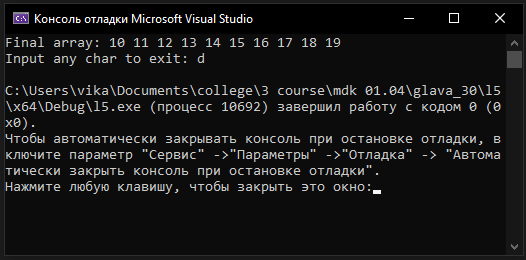 Консоль отладки Microsoft Visual Studio
Final array: 10 11 12 13 14 15 16 17 18 19
Input any char to exit: d
C:\Users\vika\Documents\college\3 course\mdk 01.04\glava_30\l5
\x64\Debug\l5.exe (процесс 10692) завершил работу с кодом 0 (0
x0).
Чтобы автоматически закрывать консоль при остановке отладки, в
ключите параметр "Сервис" ->"Параметры" ->"Отладка" -> "Автома
тически закрыть консоль при остановке отладки".
Нажмите любую клавишу, чтобы закрыть это окно: